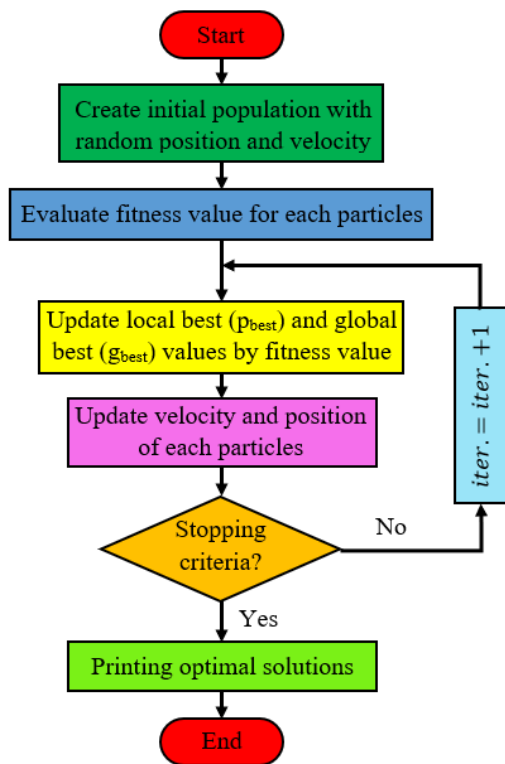 Start
Create initial population with
random position and velocity
Evaluate fitness value for each particles
Update local best (pbest) and global
best (gbest) values by fitness value
Update velocity and position
of each particles
iter. = iter. +1
Stopping
criteria?
No
Yes
Printing optimal solutions
End